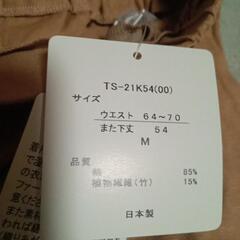 TS-21K54(00)
サイズ
ウエスト 64～70
また下丈 54
M
品質
綿 85%
植物繊維(竹) 15%
日本製